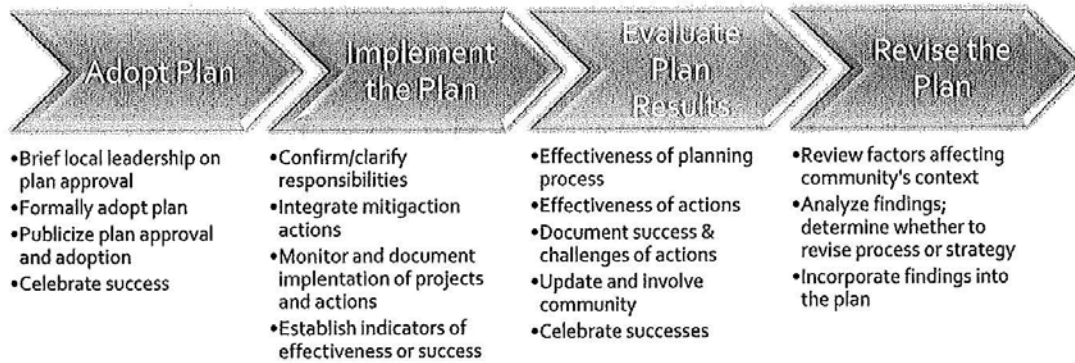 Adopt Plan
Implement
the Plan
Evaluate
Plan
Results
Revise the
Plan
•Brief local leadership on
plan approval
•Formally adopt plan
•Publicize plan approval
and adoption
•Celebrate success
•Confirm/clarify
responsibilities
•Integrate mitigaction
actions
•Monitor and document
implentation of projects
and actions
•Establish indicators of
effectiveness or success
•Effectiveness of planning
process
•Effectiveness of actions
•Document success &
challenges of actions
•Update and involve
community
•Celebrate successes
•Review factors affecting
community's context
•Analyze findings;
determine whether to
revise process or strategy
•Incorporate findings into
the plan